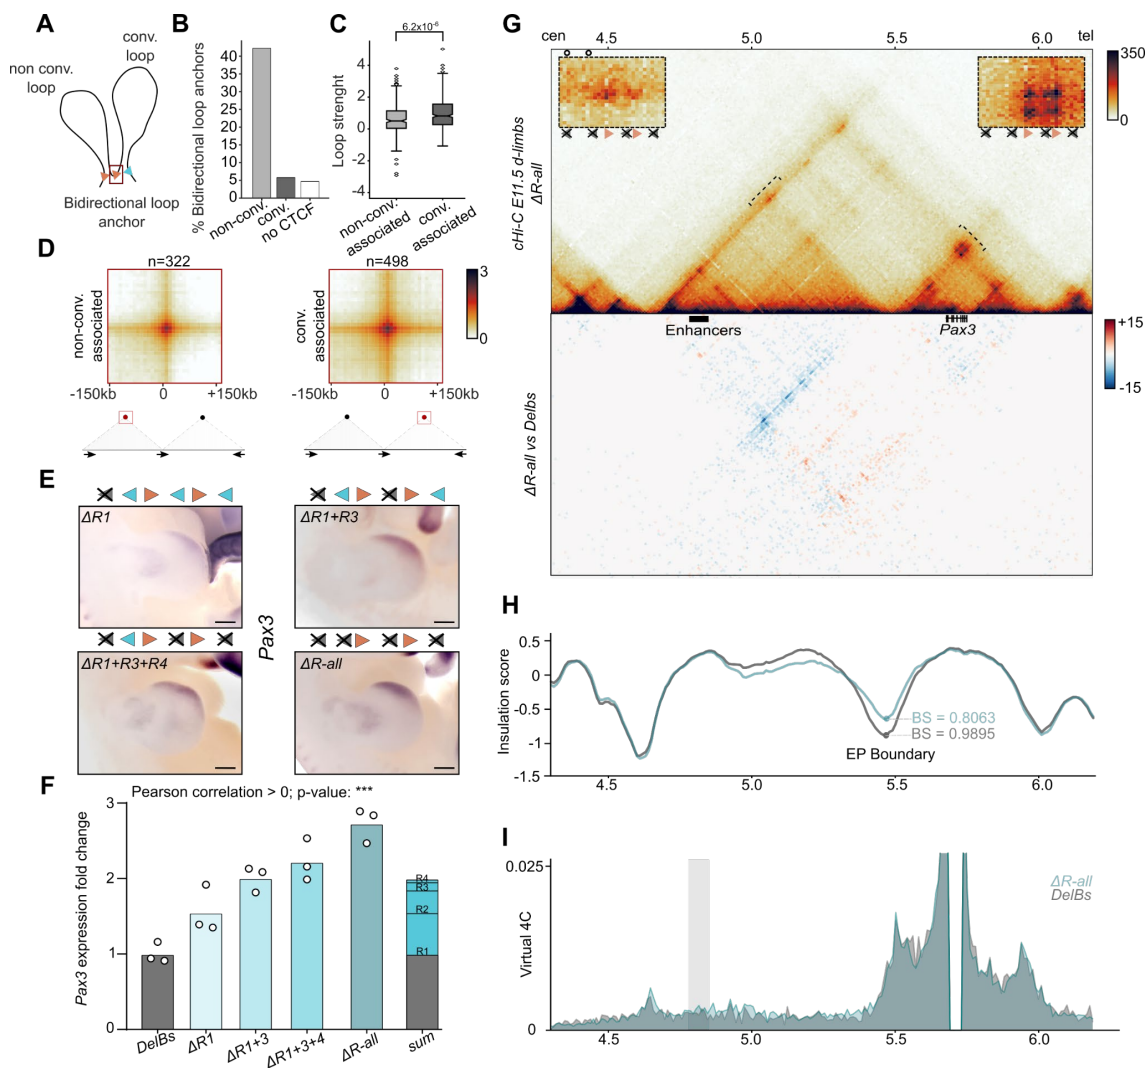 A
conv.
loop
non conv.
loop
Bidirectional loop
anchor
B
% Bidirectional loop anchors
40
35
30
25
20
15
10
5
0
non-conv.
conv.
no CTCF
C
6.2x10⁻⁶
Loop strenght
4
2
0
-2
-4
non-conv.
associated
conv.
associated
D
n=322
non-conv.
associated
-150kb
0
+150kb
n=498
conv.
associated
-150kb
0
+150kb
3
0
E
ΔR1
ΔR1+R3
Pax3
ΔR1+R3+R4
ΔR-all
F
Pearson correlation > 0; p-value: ***
Pax3 expression fold change
3
2
1
0
R4
R3
R2
R1
DelBs
ΔR1
ΔR1+3
ΔR1+3+4
ΔR-all
sum
G
cen
4.5
5.0
5.5
6.0
tel
cHi-C E11.5 d-limbs
ΔR-all
350
0
Enhancers
Pax3
ΔR-all vs Delbs
+15
-15
H
Insulation score
0.5
0
-0.5
-1
-1.5
BS = 0.8063
BS = 0.9895
EP Boundary
4.5
5.0
5.5
6.0
I
Virtual 4C
0.025
0
ΔR-all
DelBs
4.5
5.0
5.5
6.0